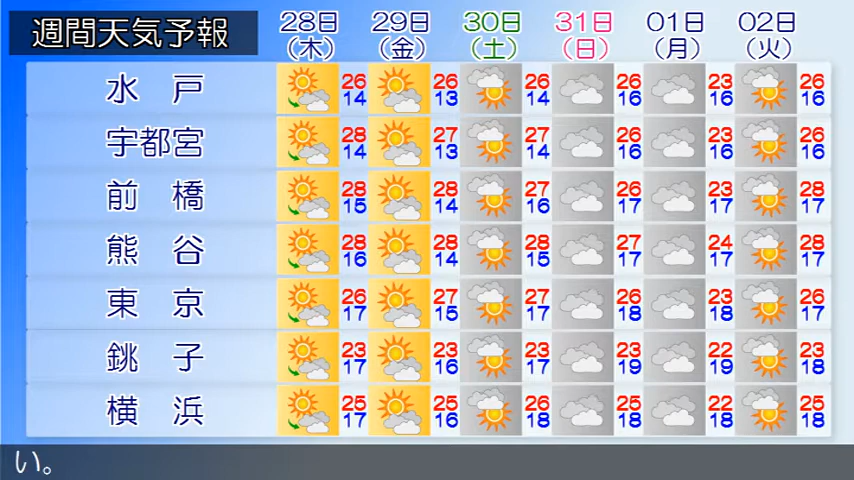 週間天気予報 28日 29日 30日 31日 01日 02日
(木) (金) (土) (日) (月) (火)
水戸 26 26 26 26 23 26
14 13 14 16 16 16
宇都宮 28 27 27 26 23 26
14 13 14 16 16 16
前橋 28 28 27 26 23 28
15 14 16 17 17 17
熊谷 28 28 28 27 24 28
16 14 15 17 17 17
東京 26 27 27 26 23 26
17 15 17 18 18 17
銚子 23 23 23 23 22 23
17 16 17 19 19 18
横浜 25 25 26 25 22 25
17 16 18 18 18 18
い。